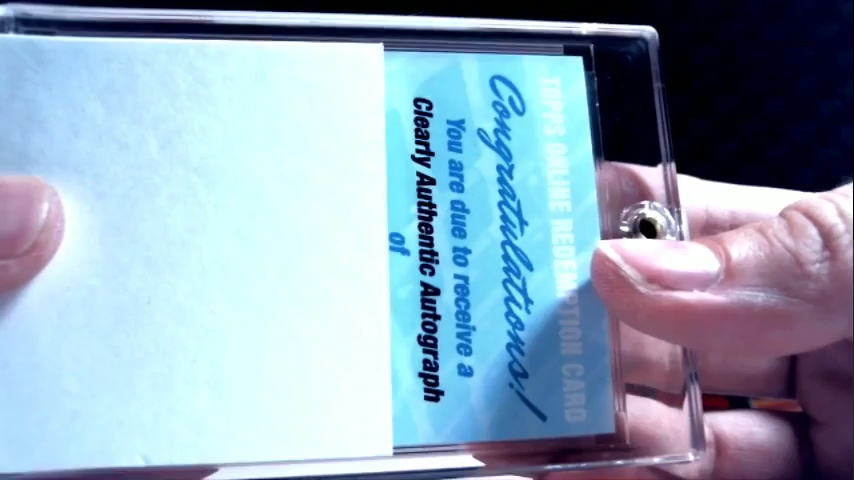 TOPPS ONLINE REDEMPTION CARD
Congratulations!
You are due to receive a
Clearly Authentic Autograph
of